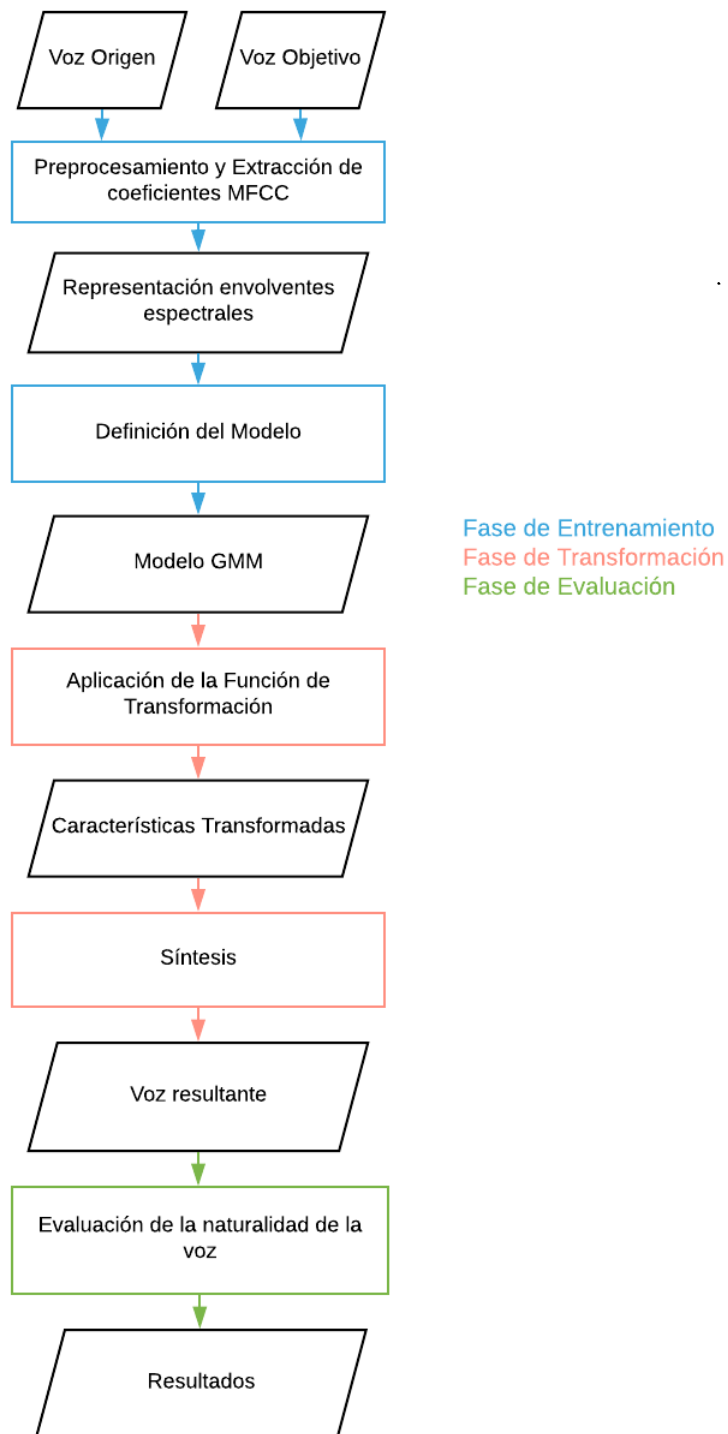 Voz Origen
Voz Objetivo
Preprocesamiento y Extracción de
coeficientes MFCC
Representación envolventes
espectrales
Definición del Modelo
Modelo GMM
Fase de Entrenamiento
Fase de Transformación
Fase de Evaluación
Aplicación de la Función de
Transformación
Características Transformadas
Síntesis
Voz resultante
Evaluación de la naturalidad de la
voz
Resultados